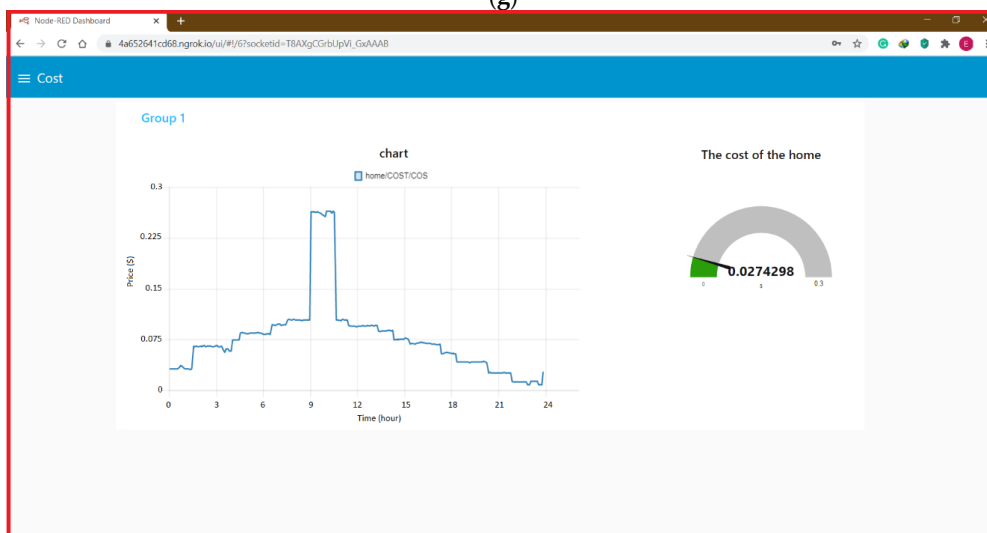 (g)
Node-RED Dashboard
4a652641cd68.ngrok.io/ui/#!/6?socketid=T8AXgCGrbUpVi_GxAAAB
E
Cost
Group 1
chart
home/COST/COS
0.3
0.225
0.15
0.075
0
Price ($)
0 3 6 9 12 15 18 21 24
Time (hour)
The cost of the home
0.0274298
0 $ 0.3